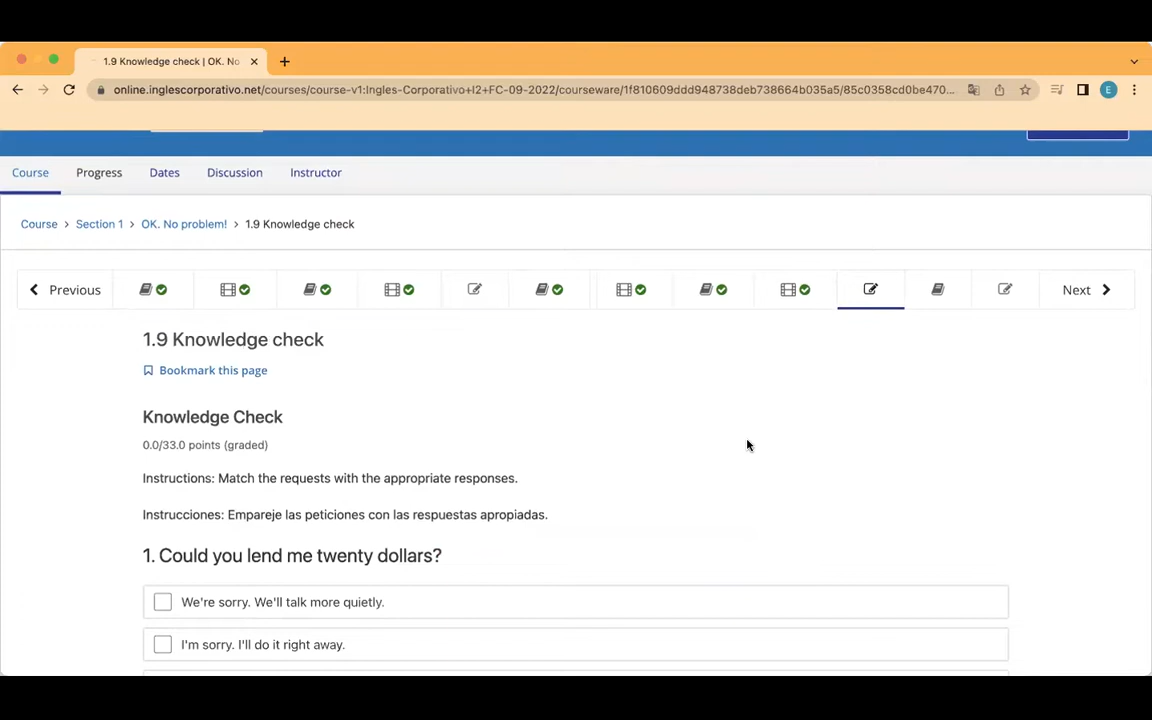 1.9 Knowledge check | OK. No
online.inglescorporativo.net/courses/course-v1:Ingles-Corporativo+I2+FC-09-2022/courseware/1f810609ddd948738deb738664b035a5/85c0358cd0be470...
E
Course Progress Dates Discussion Instructor
Course > Section 1 > OK. No problem! > 1.9 Knowledge check
Previous Next
1.9 Knowledge check
Bookmark this page
Knowledge Check
0.0/33.0 points (graded)
Instructions: Match the requests with the appropriate responses.
Instrucciones: Empareje las peticiones con las respuestas apropiadas.
1. Could you lend me twenty dollars?
We're sorry. We'll talk more quietly.
I'm sorry. I'll do it right away.